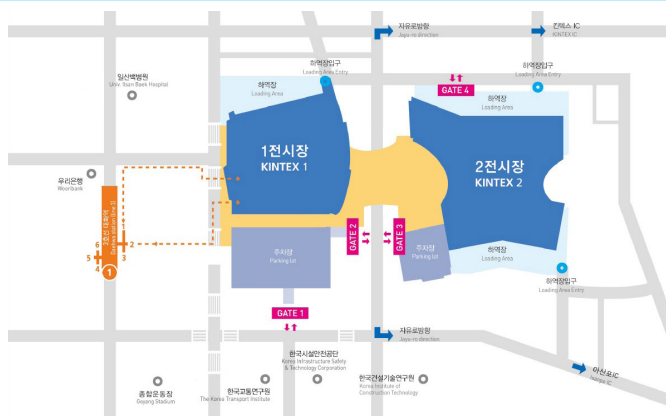 자유로방향
Jayu-ro direction
킨텍스 IC
KINTEX IC
일산백병원
Univ. Ilsan Baek Hospital
하역장입구
Loading Area Entry
하역장
Loading Area
GATE 4
하역장입구
Loading Area Entry
하역장
Loading Area
1전시장
KINTEX 1
2전시장
KINTEX 2
우리은행
Wooribank
3호선 대화역
6
2
5
3
4
1
주차장
Parking lot
GATE 2
GATE 3
주차장
Parking lot
하역장
Loading Area
하역장입구
Loading Area Entry
GATE 1
자유로방향
Jayu-ro direction
한국시설안전공단
Korea Infrastructure Safety
& Technology Corporation
이산포IC
종합운동장
Goyang Stadium
한국교통연구원
The Korea Transport Institute
한국건설기술연구원
Korea Institute of
Construction Technology